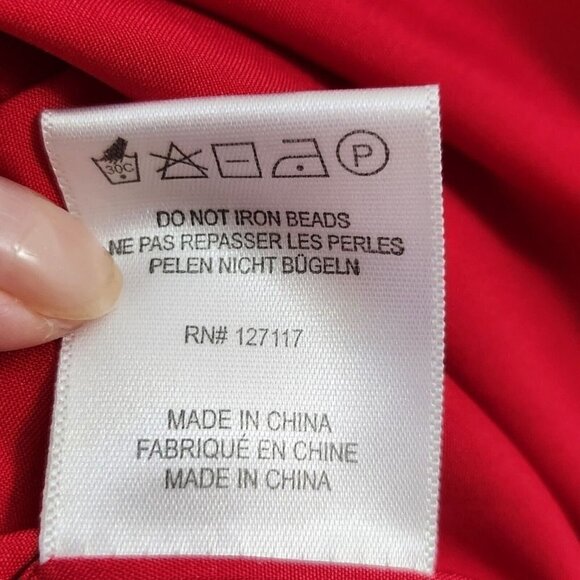 30C P
DO NOT IRON BEADS
NE PAS REPASSER LES PERLES
PELEN NICHT BÜGELN
RN# 127117
MADE IN CHINA
FABRIQUÉ EN CHINE
MADE IN CHINA